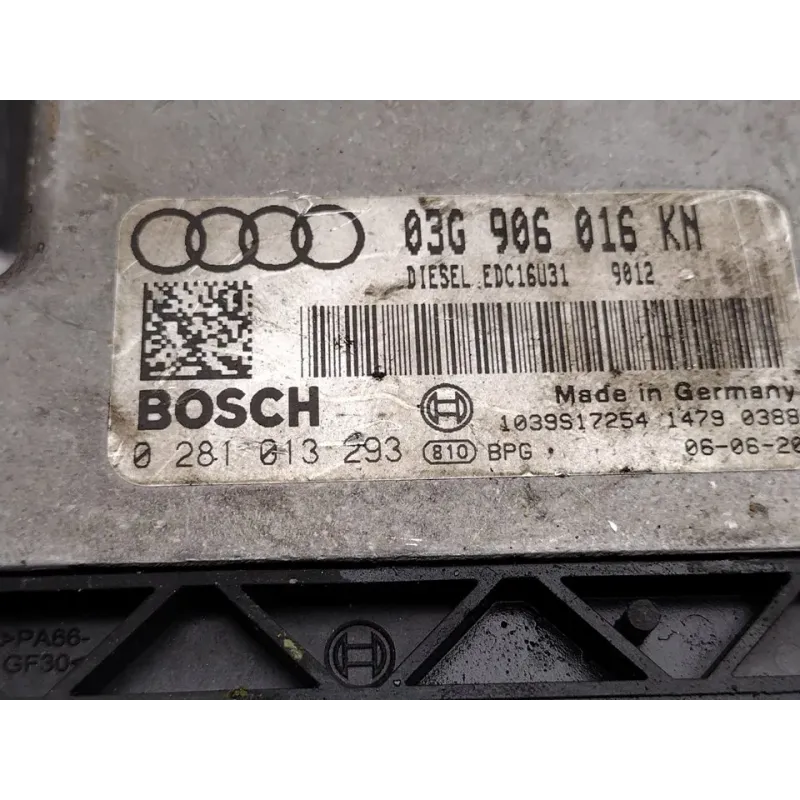 03G 906 016 KN
DIESEL EDC16U31 9012
BOSCH
Made in Germany
1039S17254 1479 0388
0 281 013 293 810 BPG 06-06-20
>PA66-
GF30<